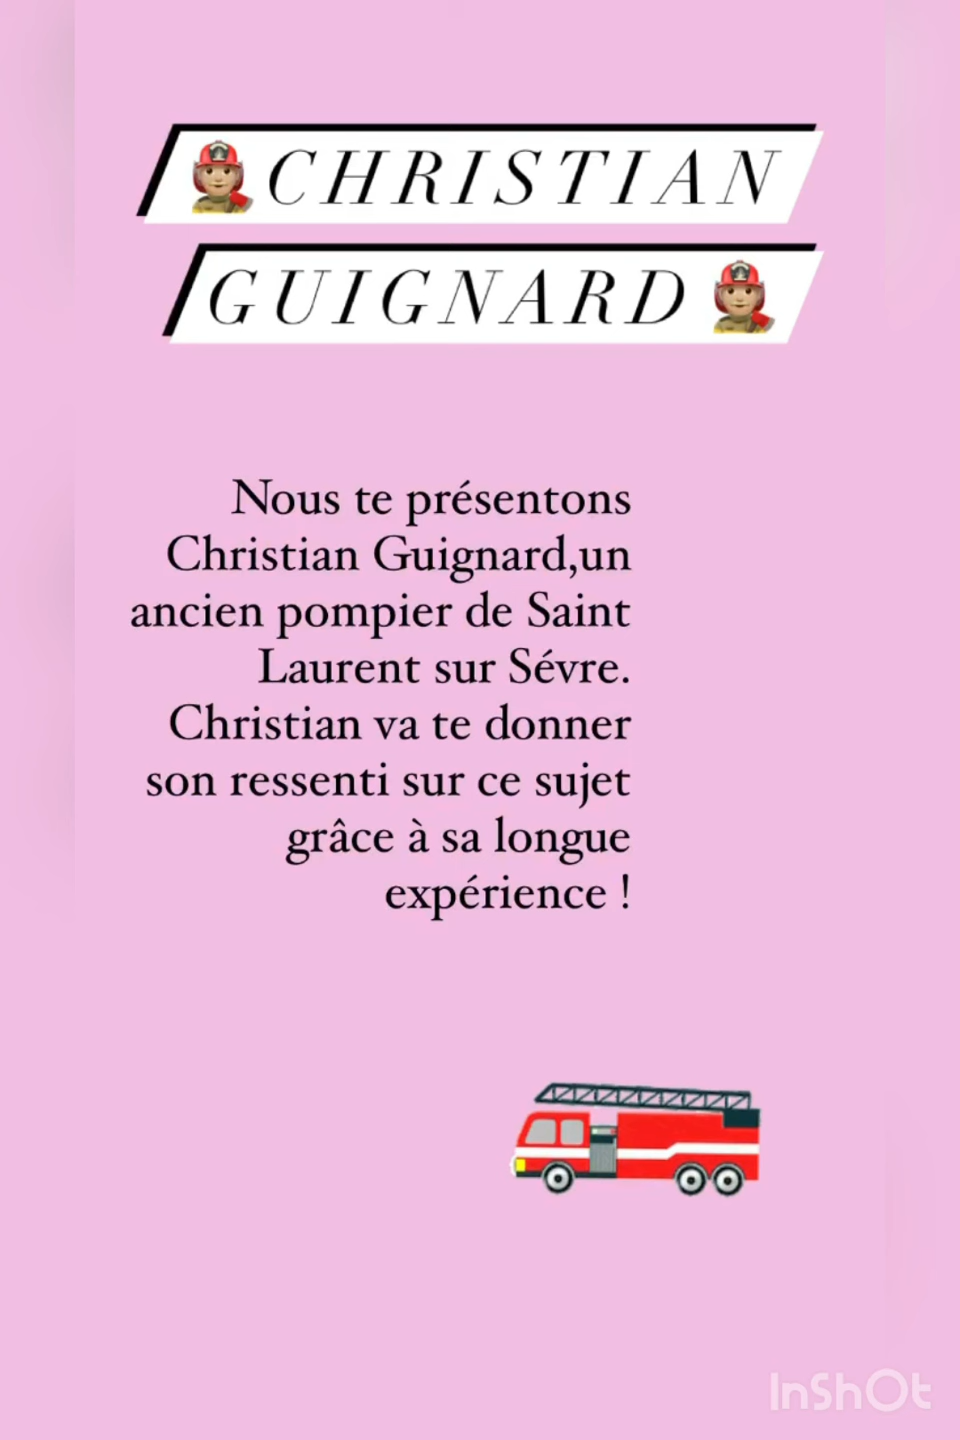 CHRISTIAN
GUIGNARD
Nous te présentons
Christian Guignard,un
ancien pompier de Saint
Laurent sur Sévre.
Christian va te donner
son ressenti sur ce sujet
grâce à sa longue
expérience !
InShOt